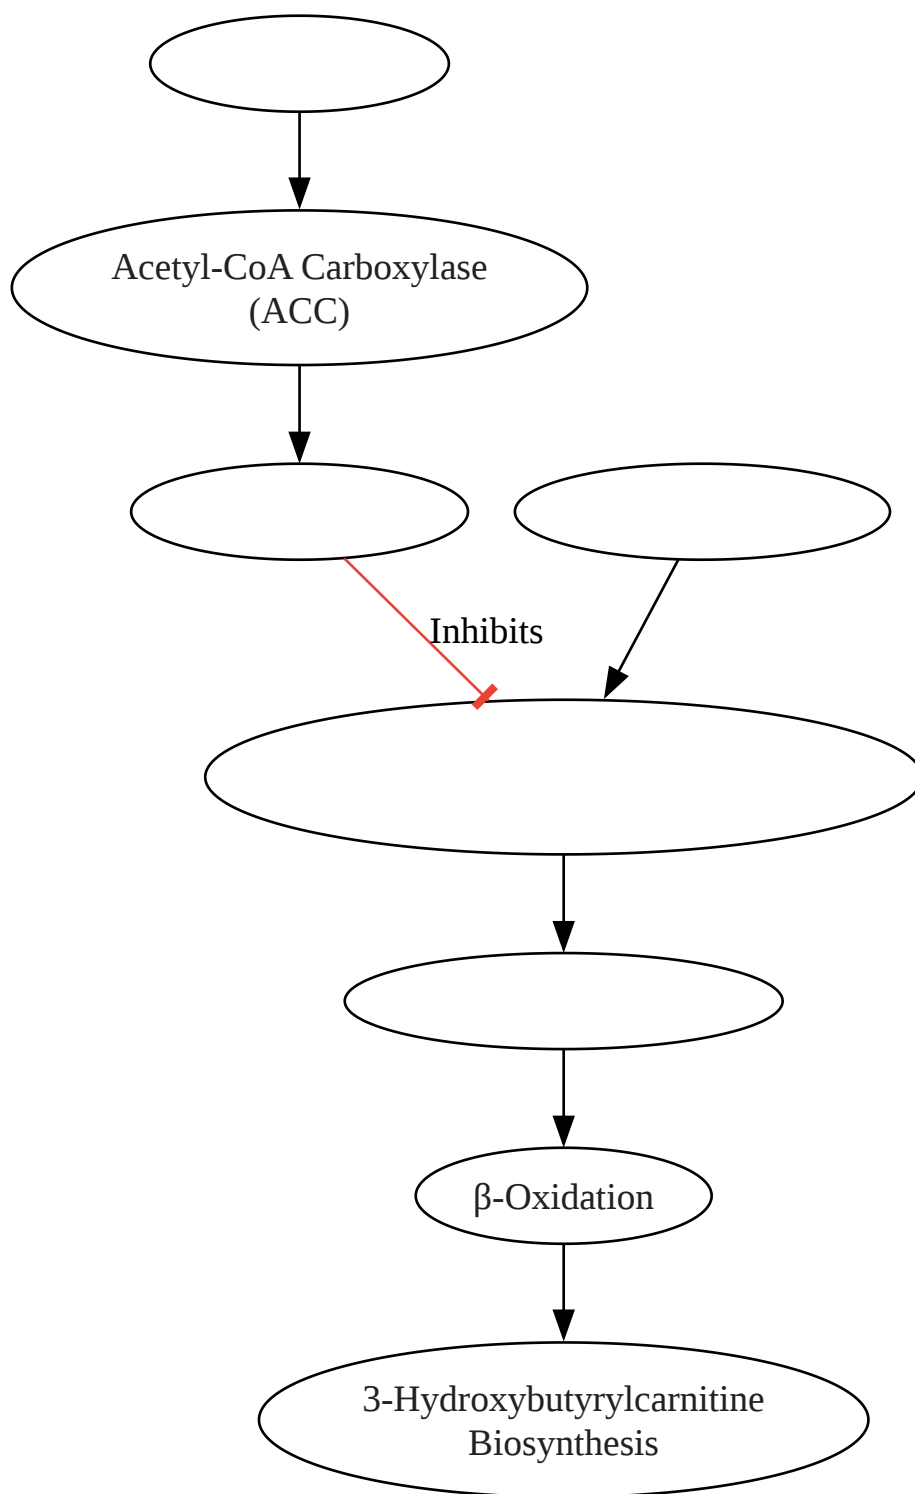 Acetyl-CoA Carboxylase
(ACC)
Inhibits
β-Oxidation
3-Hydroxybutyrylcarnitine
Biosynthesis